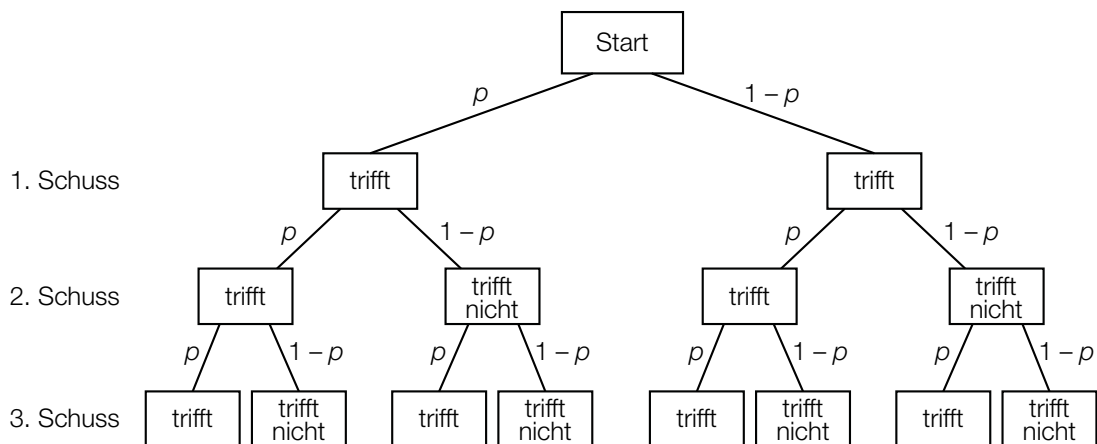 Start
p
1 – p
1. Schuss
trifft
trifft
p
1 – p
p
1 – p
2. Schuss
trifft
trifft
nicht
trifft
trifft
nicht
p
1 – p
p
1 – p
p
1 – p
p
1 – p
3. Schuss
trifft
trifft
nicht
trifft
trifft
nicht
trifft
trifft
nicht
trifft
trifft
nicht